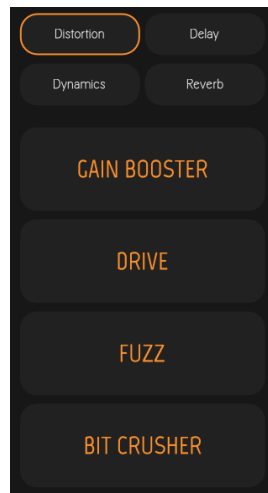 Distortion Delay
Dynamics Reverb
GAIN BOOSTER
DRIVE
FUZZ
BIT CRUSHER